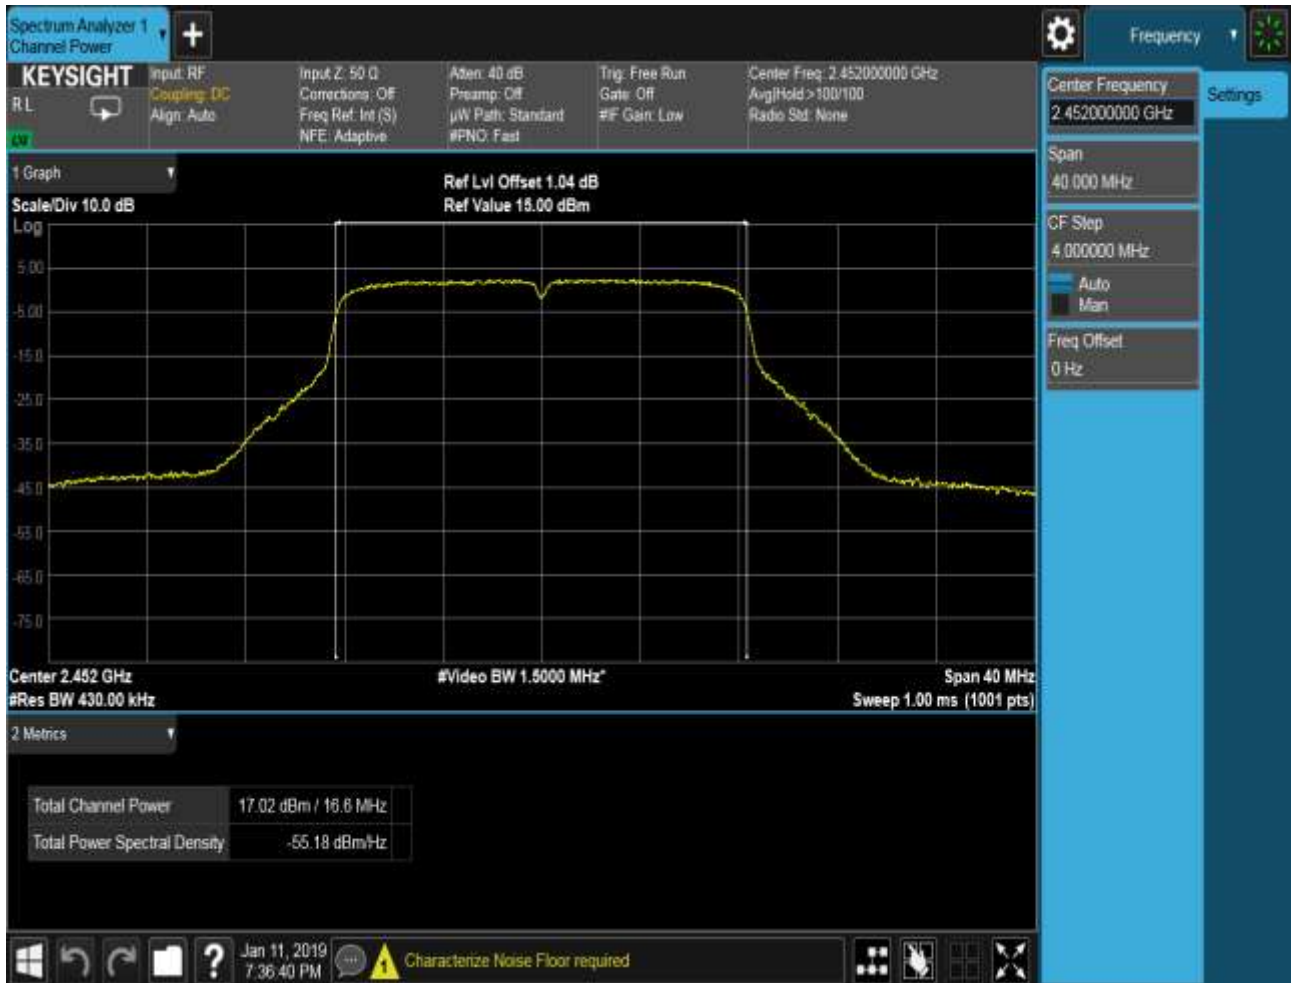 Spectrum Analyzer 1
Channel Power
+
Frequency
KEYSIGHT
R L
Input: RF
Coupling: DC
Align: Auto
Input Z: 50 Ω
Corrections: Off
Freq Ref: Int (S)
NFE: Adaptive
Atten: 40 dB
Preamp: Off
µW Path: Standard
#PNO: Fast
Trig: Free Run
Gate: Off
#IF Gain: Low
Center Freq: 2.452000000 GHz
Avg|Hold:>100/100
Radio Std: None
Center Frequency
2.452000000 GHz
Settings
Span
40.000 MHz
CF Step
4.000000 MHz
Auto
Man
Freq Offset
0 Hz
1 Graph
Scale/Div 10.0 dB
Ref Lvl Offset 1.04 dB
Ref Value 15.00 dBm
Log
5.00
-5.00
-15.0
-25.0
-35.0
-45.0
-55.0
-65.0
-75.0
Center 2.452 GHz
#Res BW 430.00 kHz
#Video BW 1.5000 MHz*
Span 40 MHz
Sweep 1.00 ms (1001 pts)
2 Metrics
Total Channel Power 17.02 dBm / 16.6 MHz
Total Power Spectral Density -55.18 dBm/Hz
?
Jan 11, 2019
7:36:40 PM
1
Characterize Noise Floor required